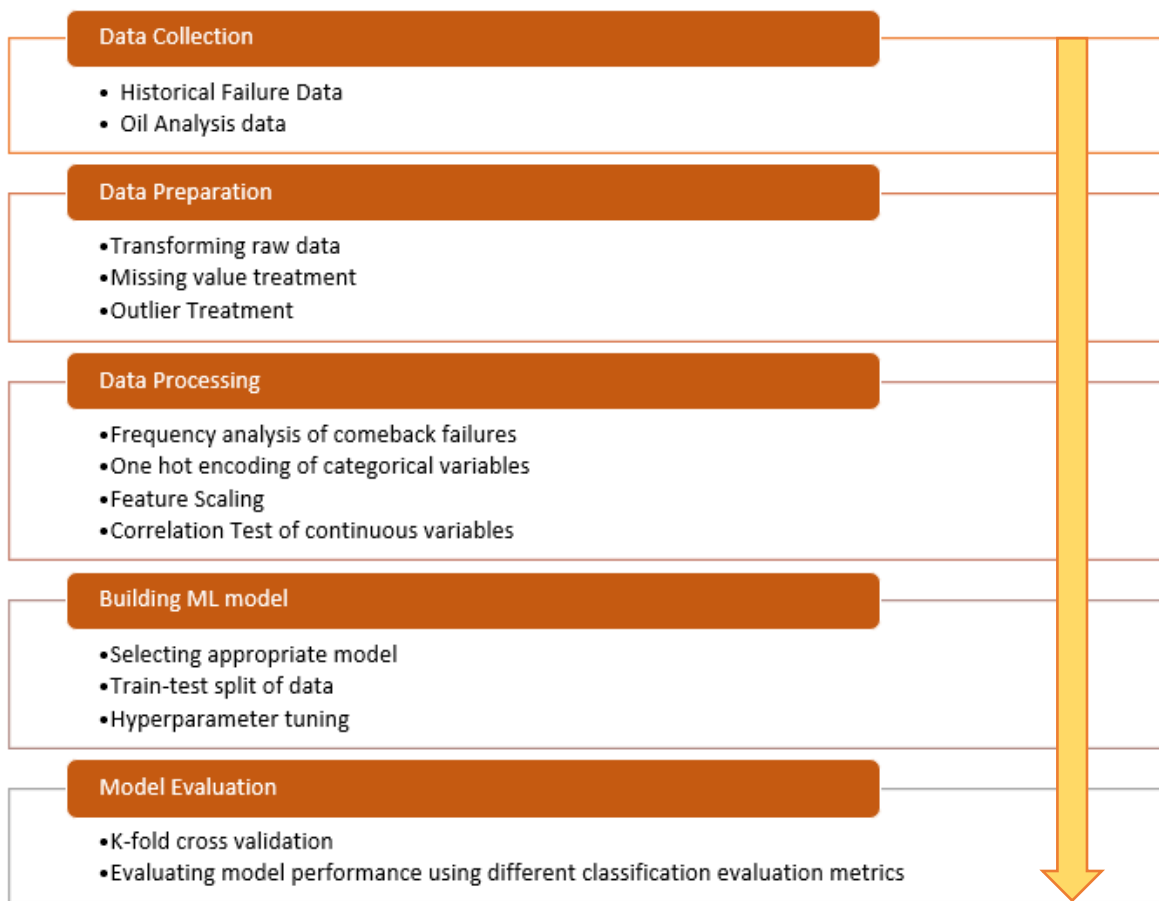 Data Collection
• Historical Failure Data
• Oil Analysis data
Data Preparation
•Transforming raw data
•Missing value treatment
•Outlier Treatment
Data Processing
•Frequency analysis of comeback failures
•One hot encoding of categorical variables
•Feature Scaling
•Correlation Test of continuous variables
Building ML model
•Selecting appropriate model
•Train-test split of data
•Hyperparameter tuning
Model Evaluation
•K-fold cross validation
•Evaluating model performance using different classification evaluation metrics